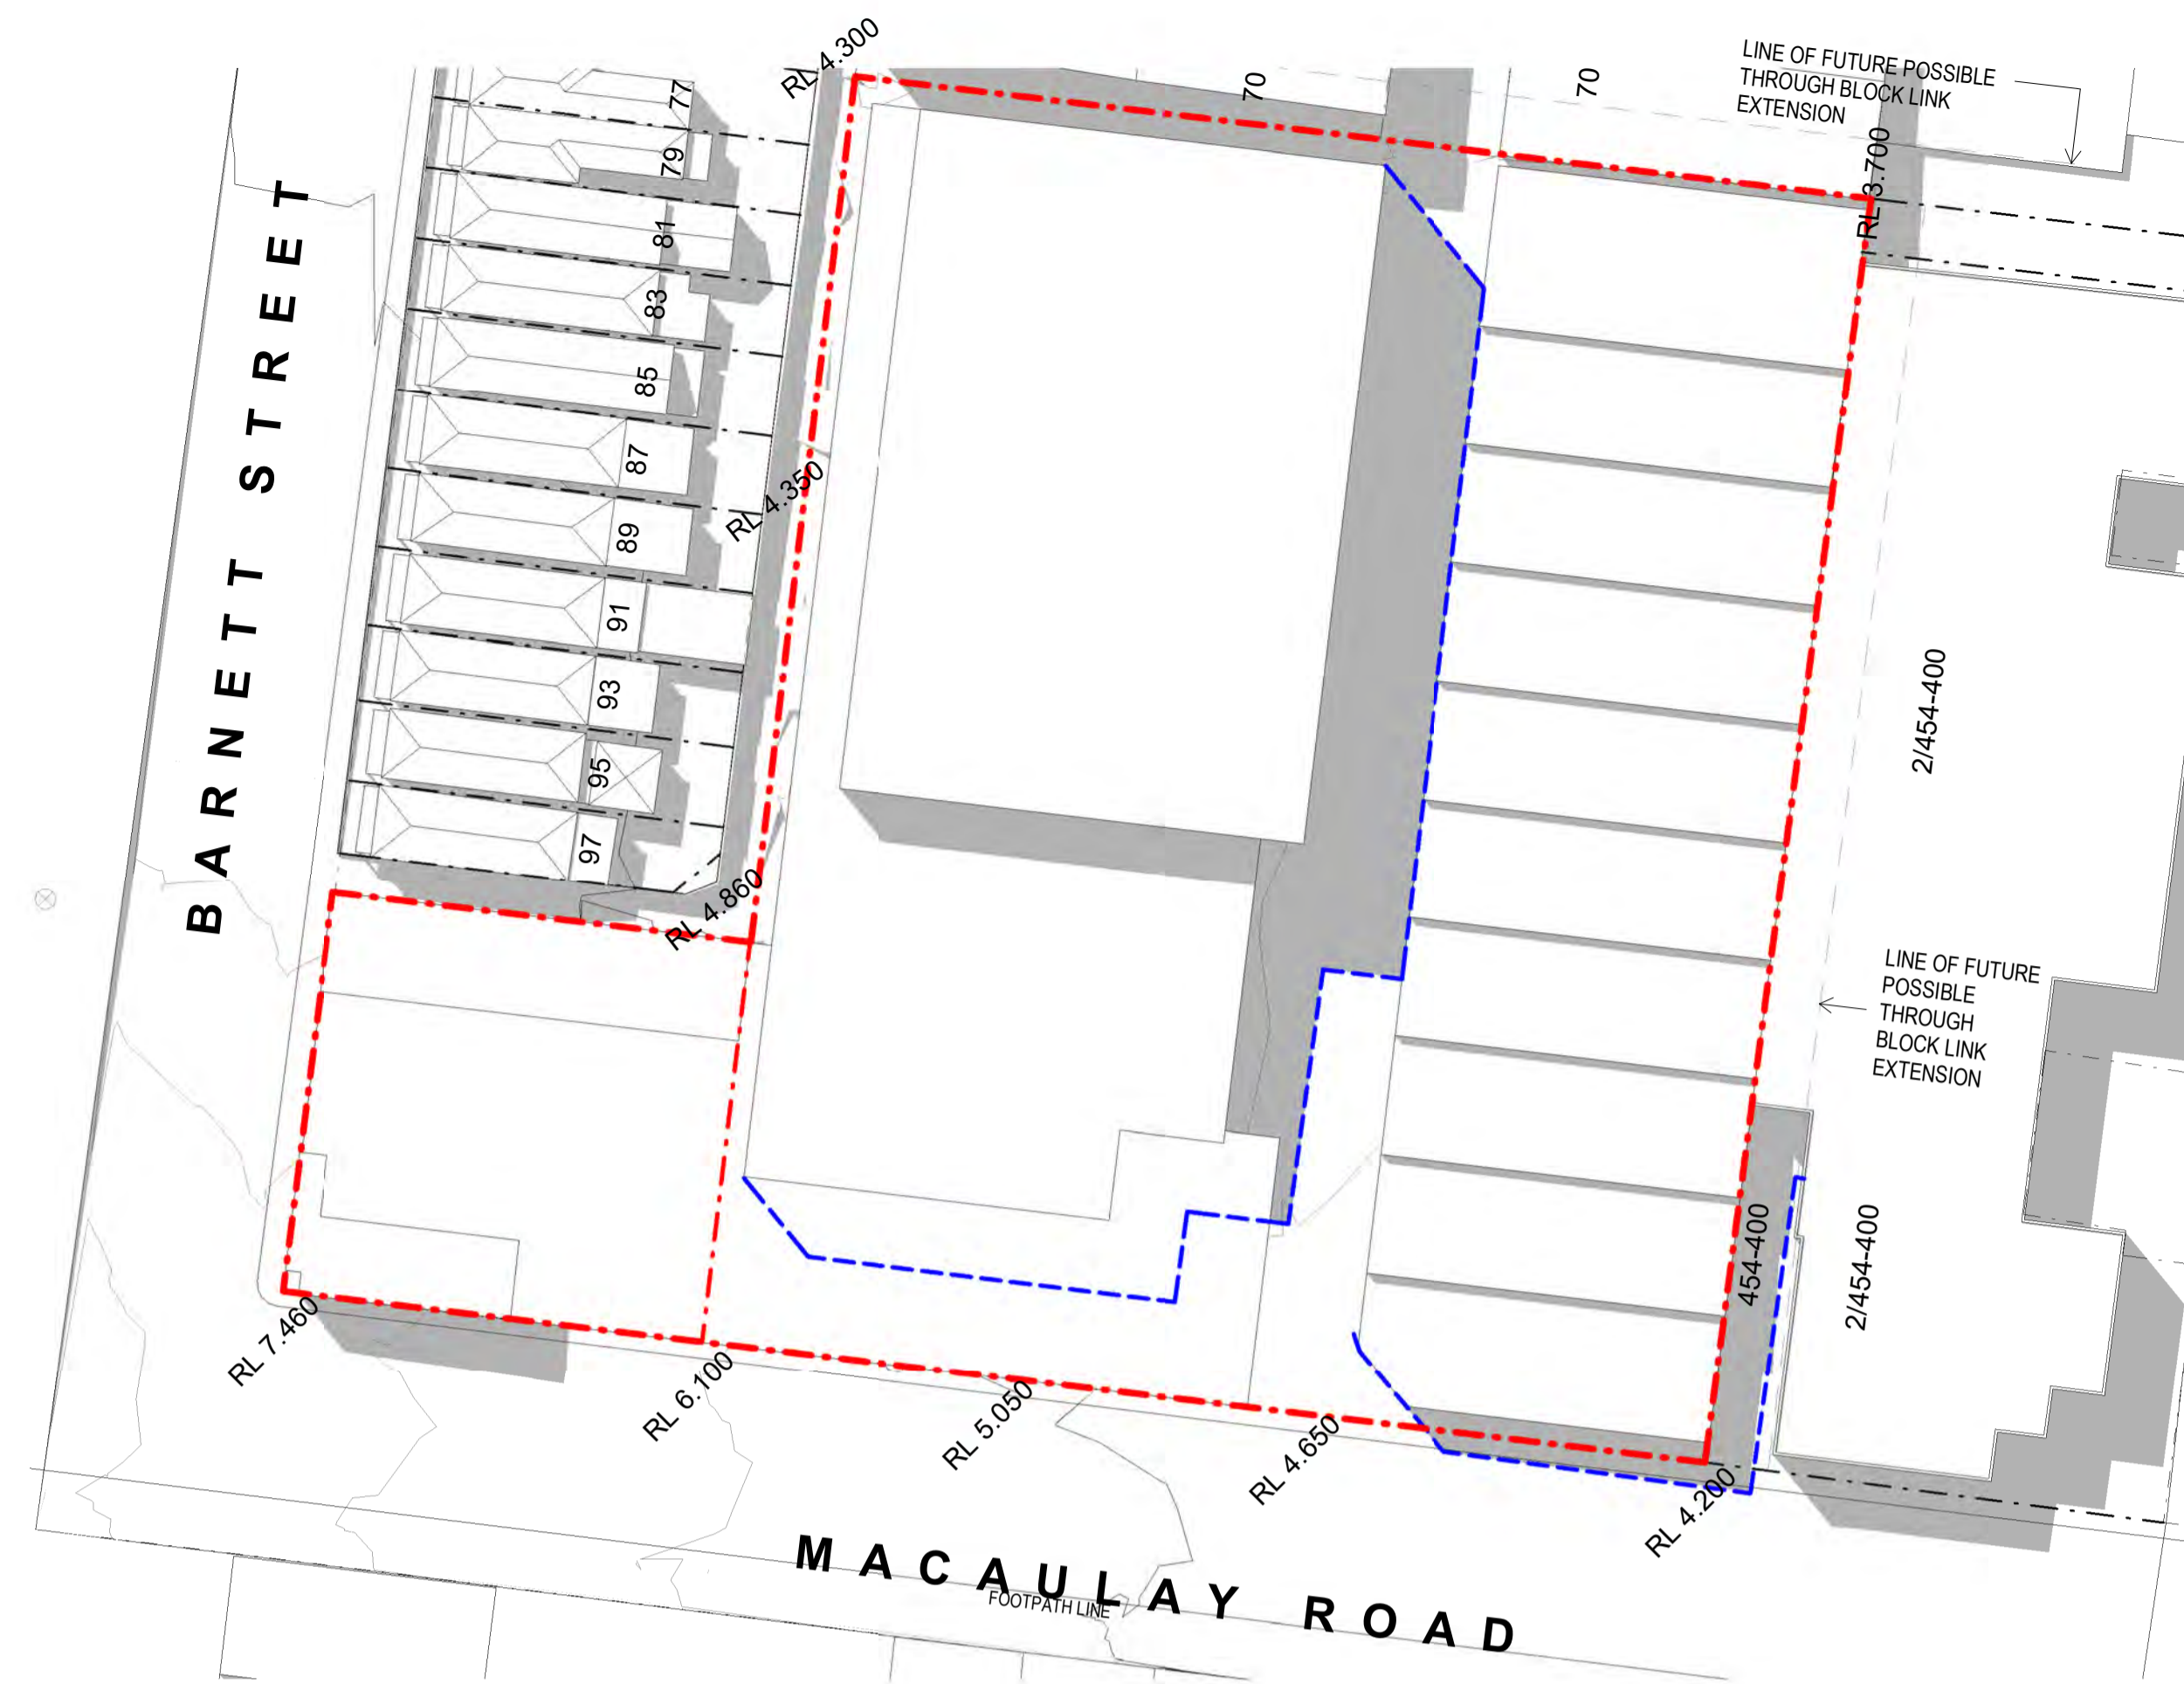 RL 4.300
70
70
LINE OF FUTURE POSSIBLE
THROUGH BLOCK LINK
EXTENSION
RL 3.700
77
79
81
83
85
87
89
91
93
95
97
BARNETT STREET
RL 4.350
RL 4.860
2/454-400
LINE OF FUTURE
POSSIBLE
THROUGH
BLOCK LINK
EXTENSION
454-400
2/454-400
RL 7.460
RL 6.100
RL 5.050
RL 4.650
RL 4.200
MACAULAY ROAD
FOOTPATH LINE